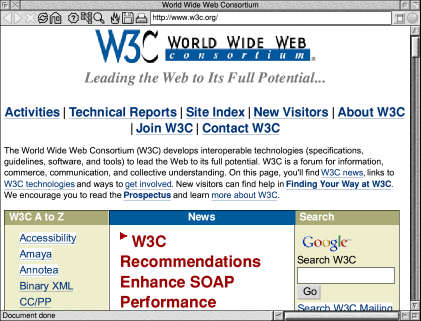 World Wide Web Consortium
http://www.w3c.org/
W3C WORLD WIDE WEB
consortium
Leading the Web to Its Full Potential...
Activities | Technical Reports | Site Index | New Visitors | About W3C
| Join W3C | Contact W3C
The World Wide Web Consortium (W3C) develops interoperable technologies (specifications,
guidelines, software, and tools) to lead the Web to its full potential. W3C is a forum for information,
commerce, communication, and collective understanding. On this page, you'll find W3C news, links to
W3C technologies and ways to get involved. New visitors can find help in Finding Your Way at W3C.
We encourage you to read the Prospectus and learn more about W3C.
W3C A to Z
Accessibility
Amaya
Annotea
Binary XML
CC/PP
News
W3C
Recommendations
Enhance SOAP
Performance
Search
Google
Search W3C
Go
Search W3C Mailing
Document done